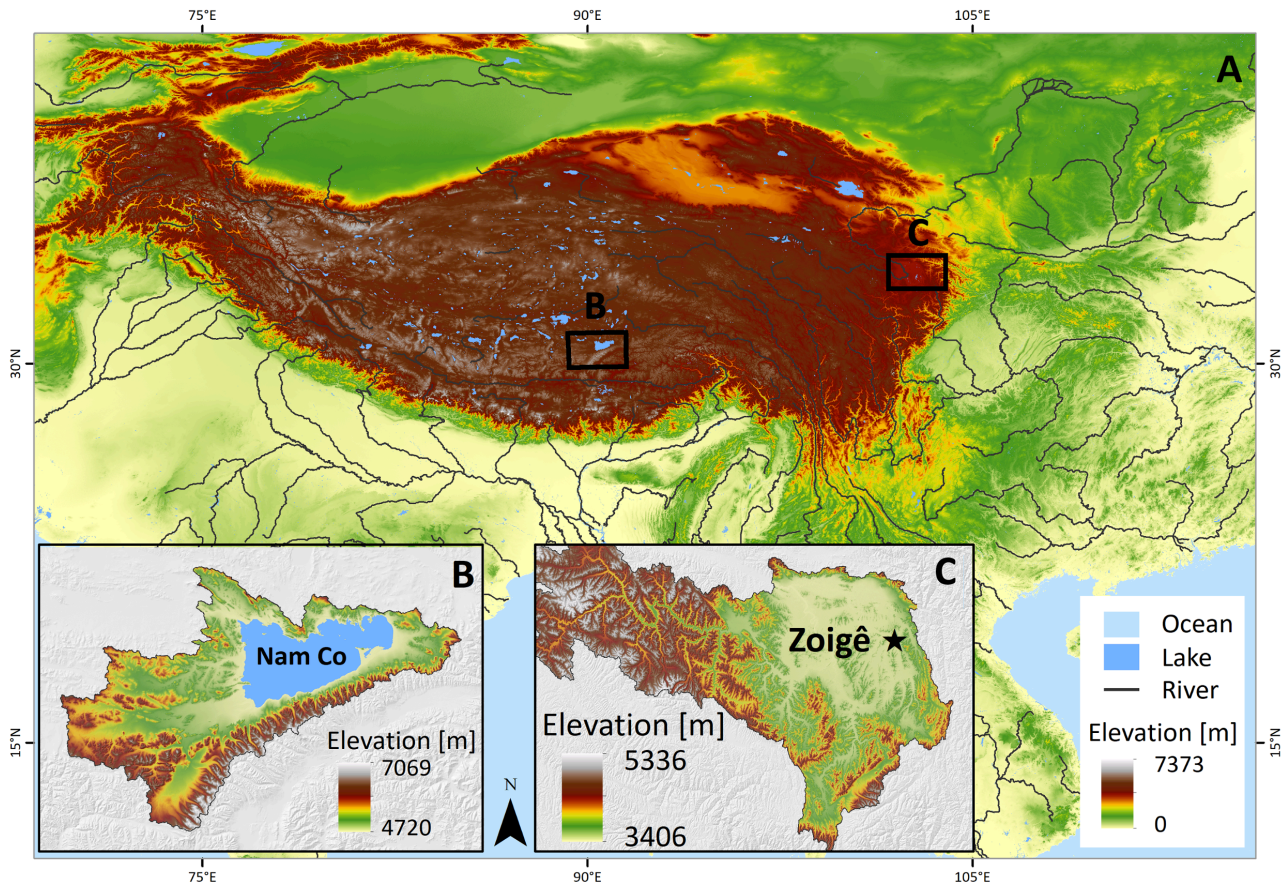 75°E
90°E
105°E
A
C
B
30°N
30°N
15°N
15°N
B
Nam Co
Elevation [m]
7069
4720
N
C
Zoigê
Elevation [m]
5336
3406
Ocean
Lake
River
Elevation [m]
7373
0
75°E
90°E
105°E